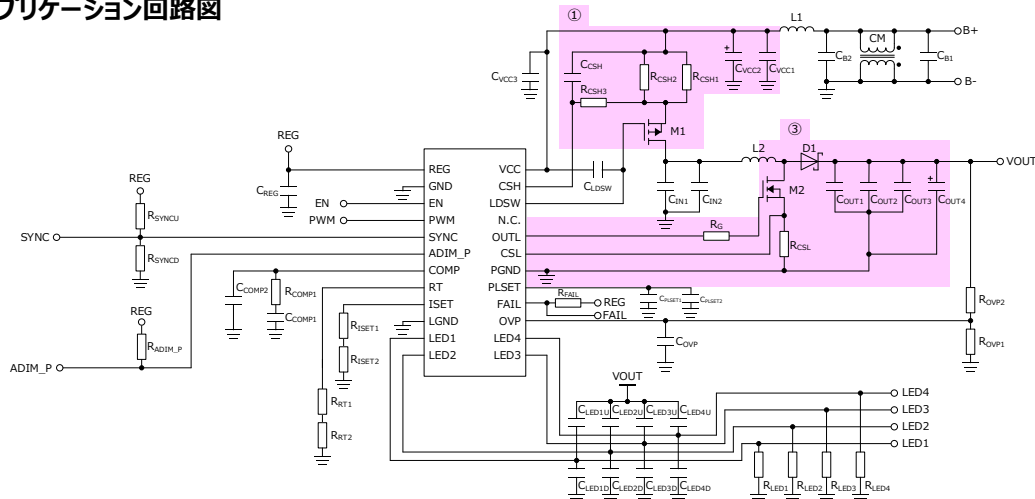 プリケーション回路図
①
L1
CM
B+
B-
CB2
CB1
CVCC3
CCSH
RCSH2
RCSH1
RCSH3
CVCC2
CVCC1
M1
③
L2
D1
VOUT
M2
CLDSW
CIN1
CIN2
COUT1
COUT2
COUT3
COUT4
RG
RCSL
REG
CREG
REG
EN
PWM
RSYNCU
SYNC
RSYNCD
REG
GND
EN
PWM
SYNC
ADIM_P
COMP
RT
ISET
LGND
LED1
LED2
VCC
CSH
LDSW
N.C.
OUTL
CSL
PGND
PLSET
FAIL
OVP
LED4
LED3
CCOMP2
RCOMP1
CCOMP1
REG
RADIM_P
ADIM_P
RISET1
RISET2
RRT1
RRT2
RFAIL
REG
FAIL
CPLSET1
CPLSET2
ROVP2
ROVP1
COVP
VOUT
CLED1U
CLED2U
CLED3U
CLED4U
CLED1D
CLED2D
CLED3D
CLED4D
LED4
LED3
LED2
LED1
RLED1
RLED2
RLED3
RLED4